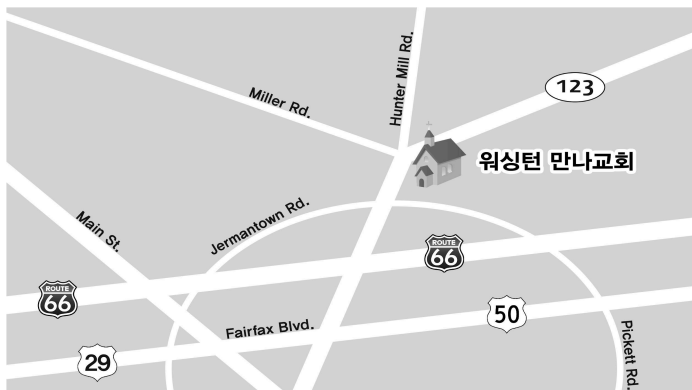 Hunter Mill Rd.
123
Miller Rd.
워싱턴 만나교회
Jermantown Rd.
Main St.
ROUTE
66
ROUTE
66
50
Fairfax Blvd.
29
Pickett Rd.